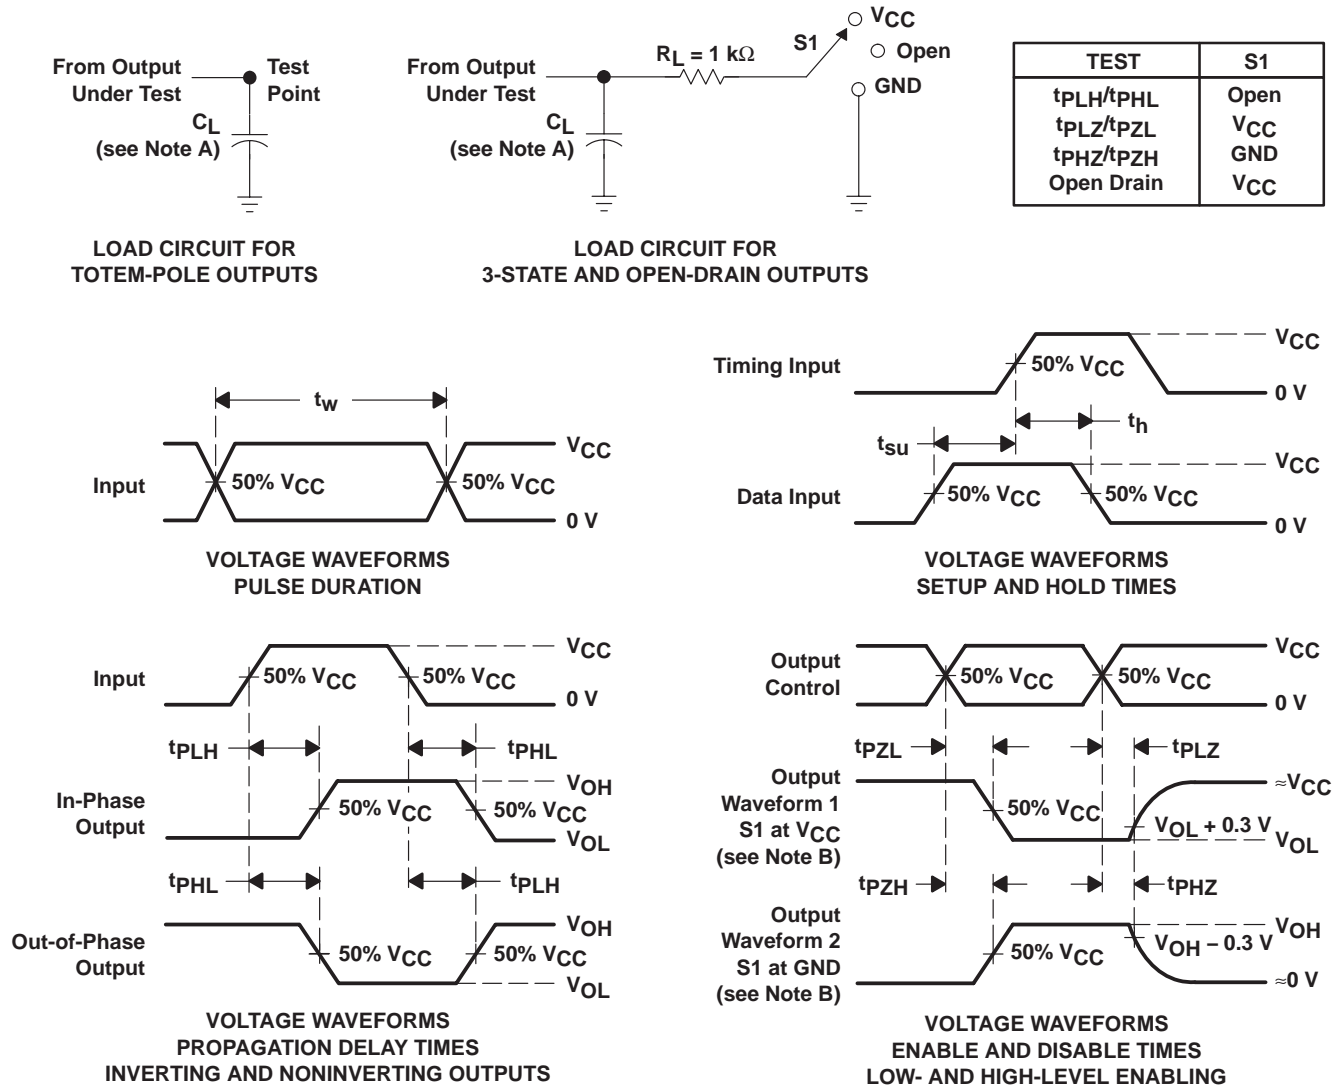 From Output
Under Test
Test
Point
CL
(see Note A)
LOAD CIRCUIT FOR
TOTEM-POLE OUTPUTS
From Output
Under Test
CL
(see Note A)
RL = 1 kΩ
S1
VCC
Open
GND
LOAD CIRCUIT FOR
3-STATE AND OPEN-DRAIN OUTPUTS
TEST S1
tPLH/tPHL Open
tPLZ/tPZL VCC
tPHZ/tPZH GND
Open Drain VCC
tw
Input
50% VCC
50% VCC
VCC
0 V
VOLTAGE WAVEFORMS
PULSE DURATION
Timing Input
50% VCC
VCC
0 V
tsu
th
Data Input
50% VCC
50% VCC
VCC
0 V
VOLTAGE WAVEFORMS
SETUP AND HOLD TIMES
Input
50% VCC
50% VCC
VCC
0 V
tPLH
tPHL
In-Phase
Output
50% VCC
50% VCC
VOH
VOL
tPHL
tPLH
Out-of-Phase
Output
50% VCC
50% VCC
VOH
VOL
VOLTAGE WAVEFORMS
PROPAGATION DELAY TIMES
INVERTING AND NONINVERTING OUTPUTS
Output
Control
50% VCC
50% VCC
VCC
0 V
tPZL
tPLZ
Output
Waveform 1
S1 at VCC
(see Note B)
50% VCC
≈VCC
VOL + 0.3 V
VOL
tPZH
tPHZ
Output
Waveform 2
S1 at GND
(see Note B)
50% VCC
VOH
VOH − 0.3 V
≈0 V
VOLTAGE WAVEFORMS
ENABLE AND DISABLE TIMES
LOW- AND HIGH-LEVEL ENABLING